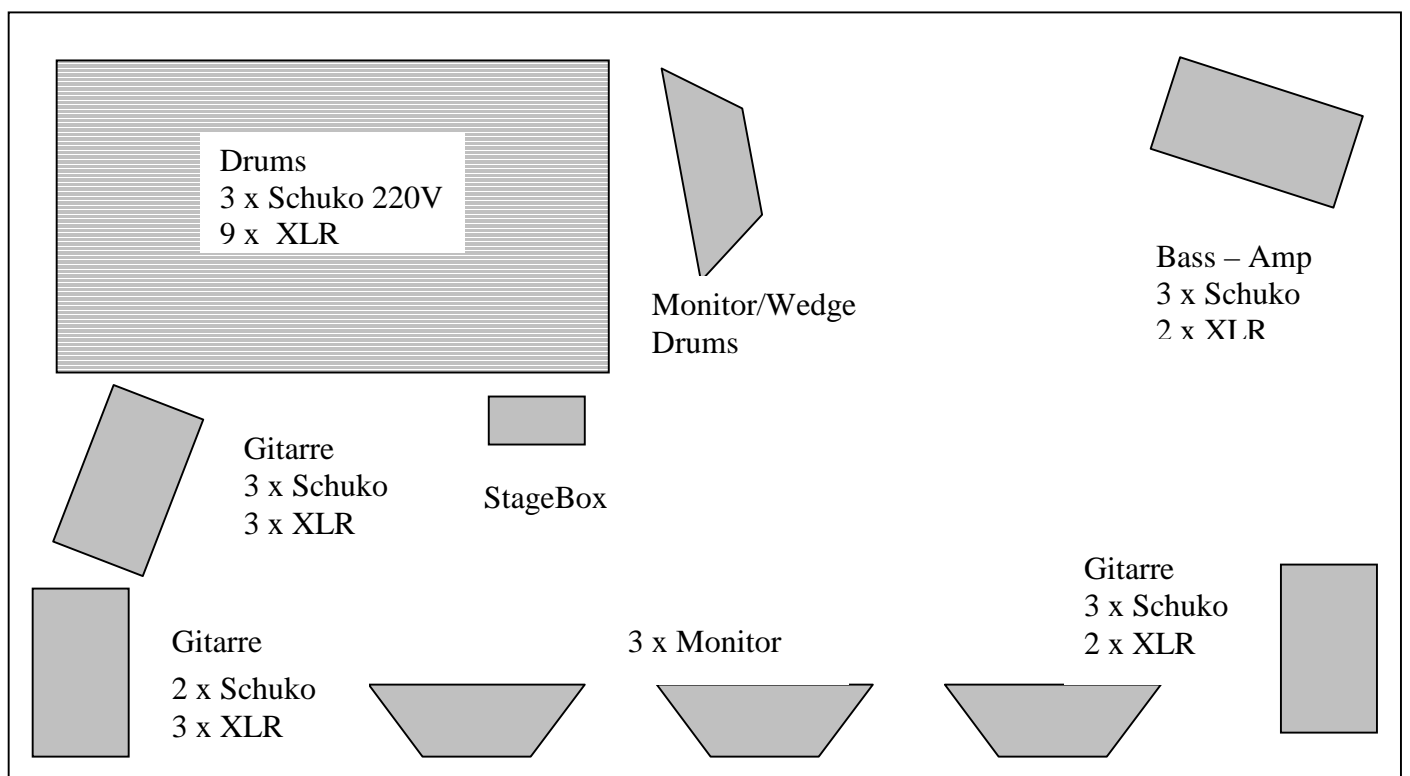 Drums
3 x Schuko 220V
9 x  XLR
Monitor/Wedge
Drums
Bass – Amp
3 x Schuko
2 x XLR
Gitarre
3 x Schuko
3 x XLR
StageBox
Gitarre
3 x Schuko
2 x XLR
Gitarre
2 x Schuko
3 x XLR
3 x Monitor